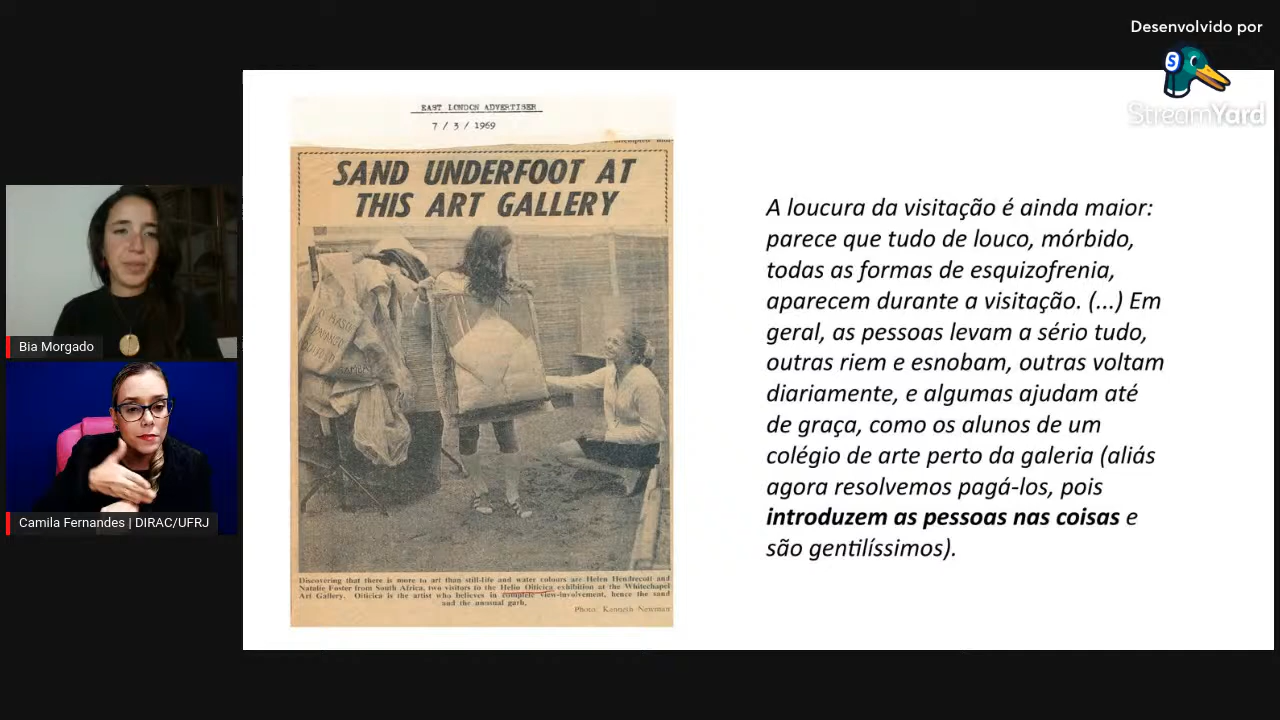 Desenvolvido por
S
StreamYard
EAST LONDON ADVERTISER
7 / 3 / 1969
SAND UNDERFOOT AT
THIS ART GALLERY
Discovering that there is more to art than still-life and water colours are Helen Hendrecott and
Natalie Foster from South Africa, two visitors to the Helio Oiticica exhibition at the Whitechapel
Art Gallery. Oiticica is the artist who believes in complete view-involvement, hence the sand
and the unusual garb.
Photo: Kenneth Newman
A loucura da visitação é ainda maior:
parece que tudo de louco, mórbido,
todas as formas de esquizofrenia,
aparecem durante a visitação. (...) Em
geral, as pessoas levam a sério tudo,
outras riem e esnobam, outras voltam
diariamente, e algumas ajudam até
de graça, como os alunos de um
colégio de arte perto da galeria (aliás
agora resolvemos pagá-los, pois
introduzem as pessoas nas coisas e
são gentilíssimos).
Bia Morgado
Camila Fernandes | DIRAC/UFRJ